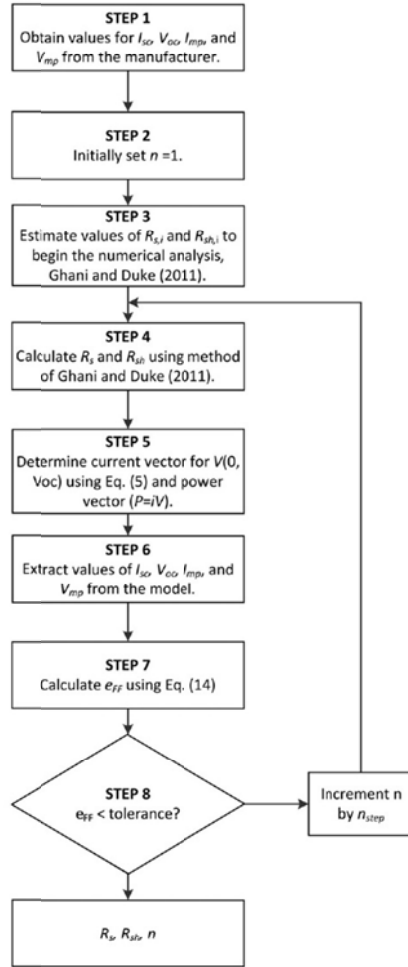 STEP 1
Obtain values for Isc, Voc, Imp, and
Vmp from the manufacturer.
STEP 2
Initially set n =1.
STEP 3
Estimate values of Rs,i and Rsh,i to
begin the numerical analysis,
Ghani and Duke (2011).
STEP 4
Calculate Rs and Rsh using method
of Ghani and Duke (2011).
STEP 5
Determine current vector for V(0,
Voc) using Eq. (5) and power
vector (P=iV).
STEP 6
Extract values of Isc, Voc, Imp, and
Vmp from the model.
STEP 7
Calculate eFF using Eq. (14)
STEP 8
eFF < tolerance?
Increment n
by nstep
Rs, Rsh, n